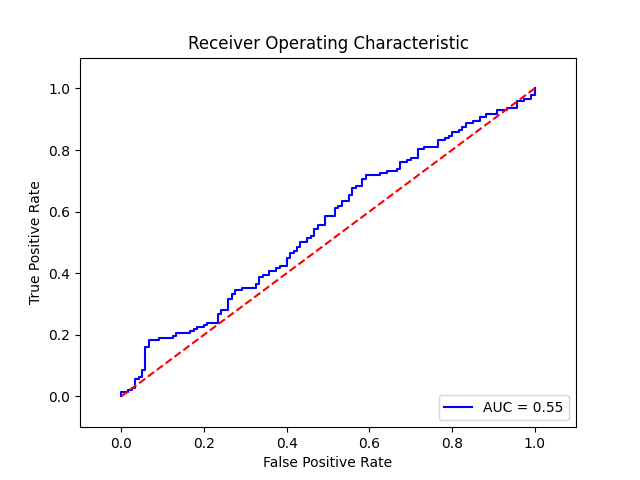 Receiver Operating Characteristic
True Positive Rate
1.0
0.8
0.6
0.4
0.2
0.0
AUC = 0.55
0.0 0.2 0.4 0.6 0.8 1.0
False Positive Rate